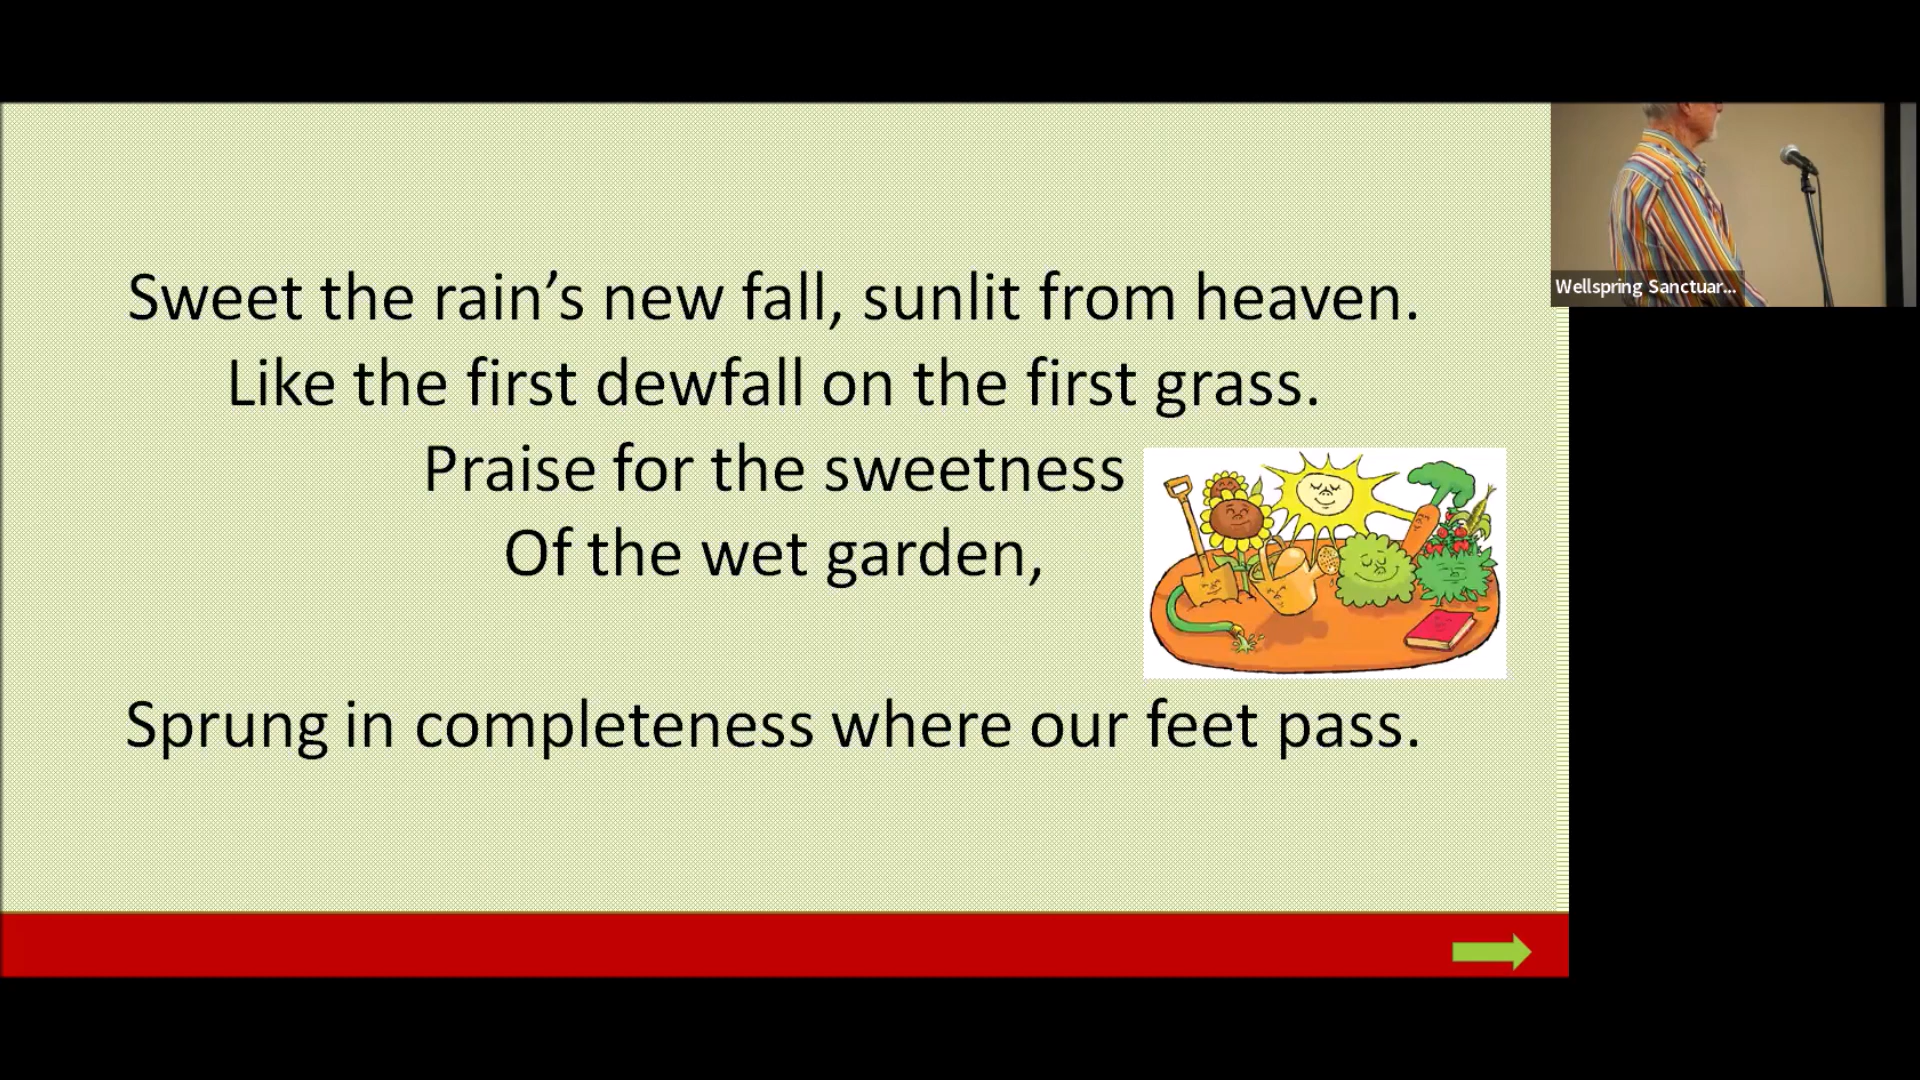 Sweet the rain’s new fall, sunlit from heaven.
Like the first dewfall on the first grass.
Praise for the sweetness
Of the wet garden,
Sprung in completeness where our feet pass.
Wellspring Sanctuar...